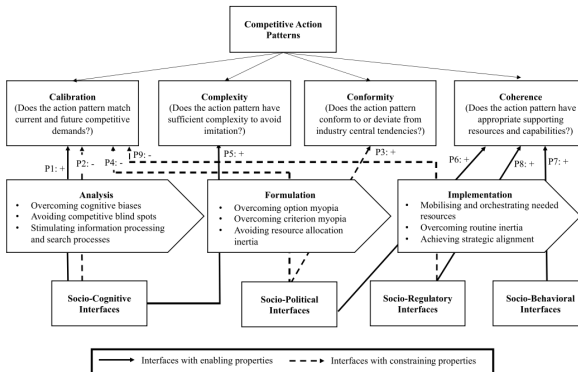 Competitive Action
Patterns
Calibration
(Does the action pattern match
current and future competitive
demands?)
Complexity
(Does the action pattern have
sufficient complexity to avoid
imitation?)
Conformity
(Does the action pattern
conform to or deviate from
industry central tendencies?)
Coherence
(Does the action pattern have
appropriate supporting
resources and capabilities?)
P1: +
P2: -
P9: -
P4: -
P5: +
P3: +
P6: +
P8: +
P7: +
Analysis
• Overcoming cognitive biases
• Avoiding competitive blind spots
• Stimulating information processing
and search processes
Formulation
• Overcoming option myopia
• Overcoming criterion myopia
• Avoiding resource allocation
inertia
Implementation
• Mobilising and orchestrating needed
resources
• Overcoming routine inertia
• Achieving strategic alignment
Socio-Cognitive
Interfaces
Socio-Political
Interfaces
Socio-Regulatory
Interfaces
Socio-Behavioral
Interfaces
Interfaces with enabling properties
Interfaces with constraining properties